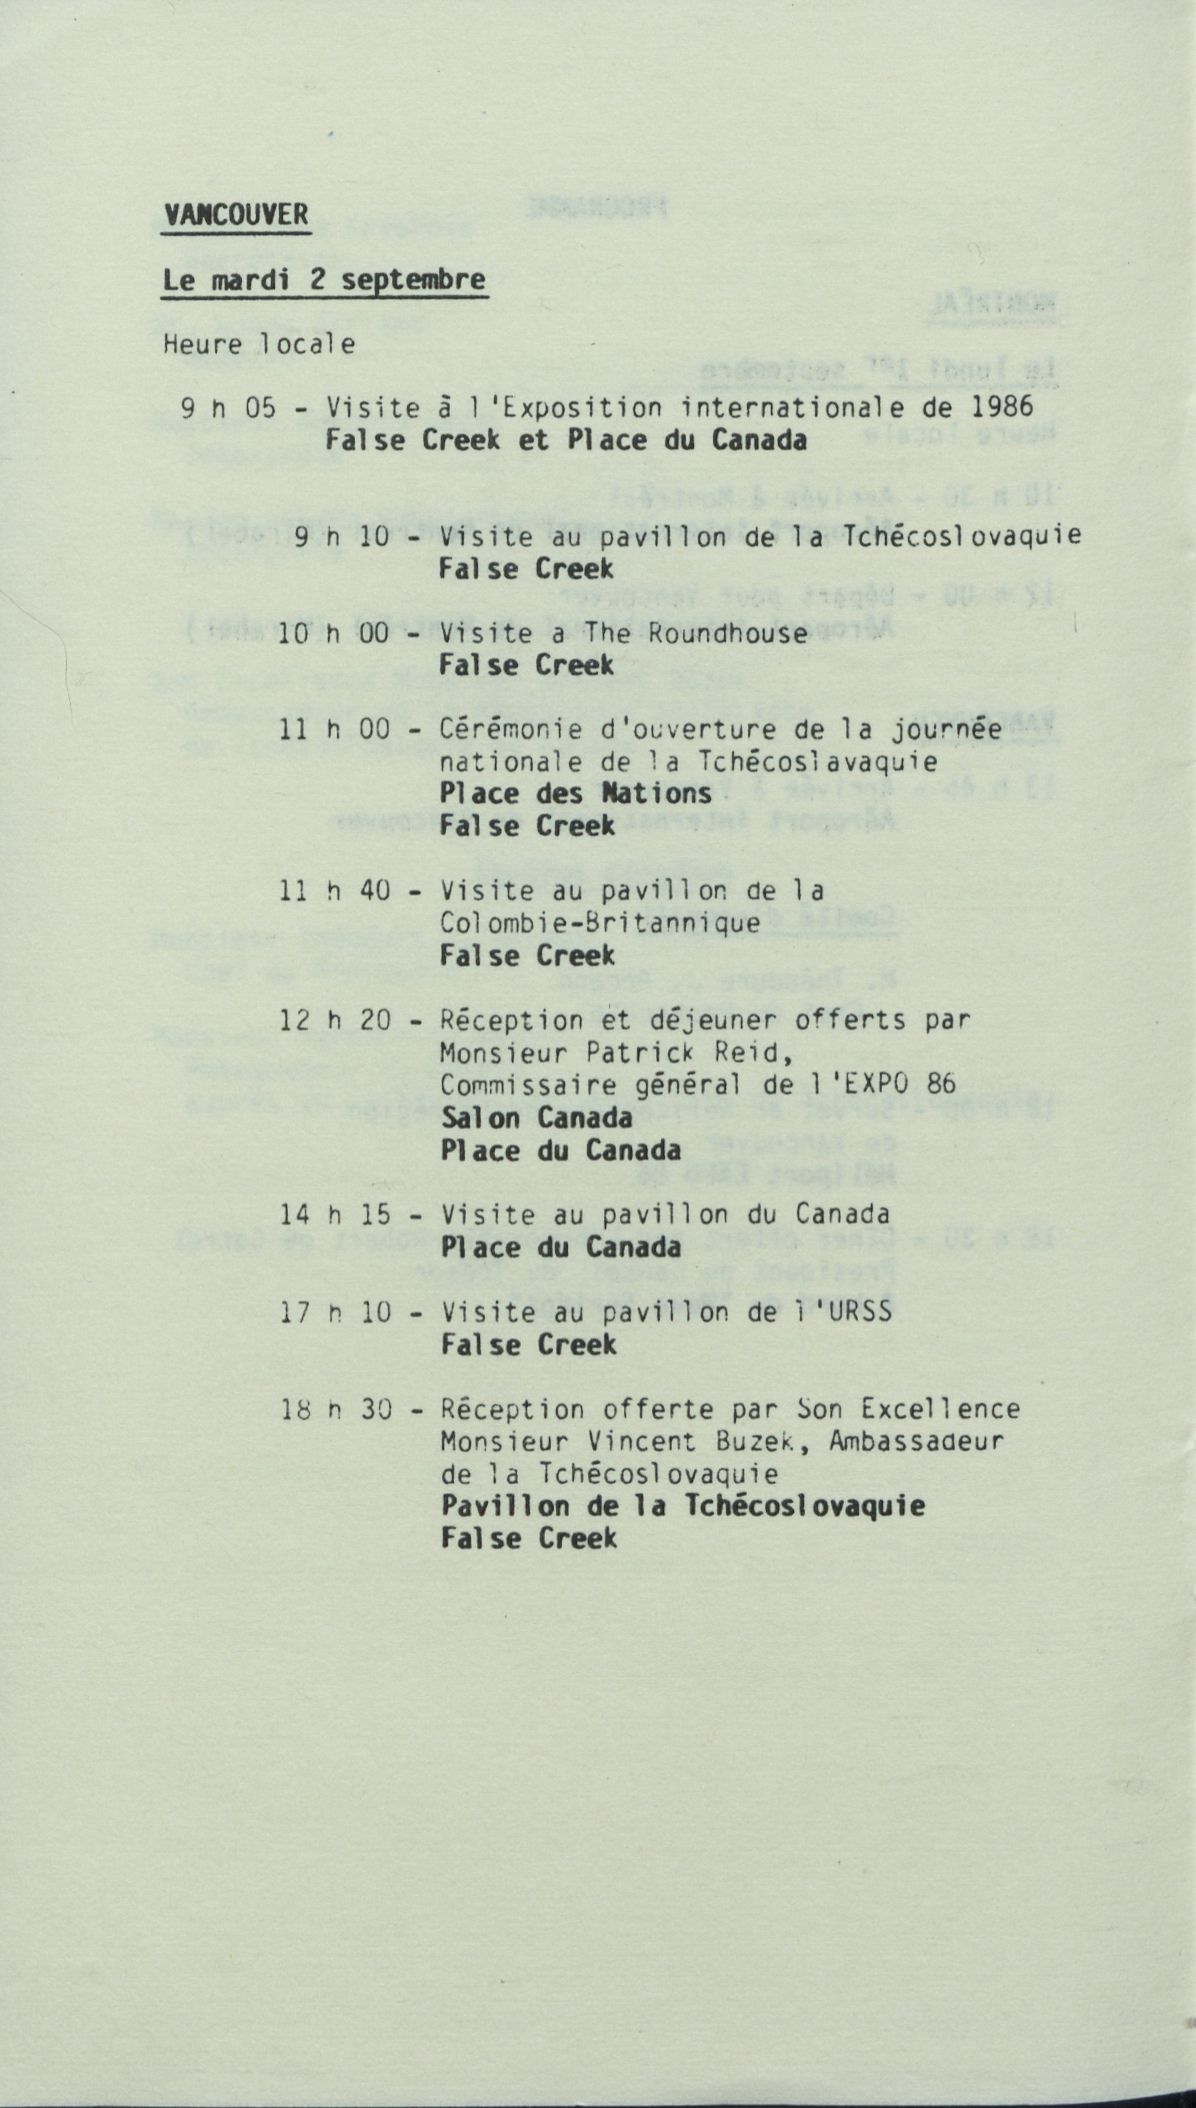 VANCOUVER
Le mardi 2 septembre
Heure locale
9 h 05 - Visite à l'Exposition internationale de 1986
False Creek et Place du Canada
9 h 10 - Visite au pavillon de la Tchécoslovaquie
False Creek
10 h 00 - Visite a The Roundhouse
False Creek
11 h 00 - Cérémonie d'ouverture de la journée
nationale de la Tchécoslavaquie
Place des Nations
False Creek
11 h 40 - Visite au pavillon de la
Colombie-Britannique
False Creek
12 h 20 - Réception et déjeuner offerts par
Monsieur Patrick Reid,
Commissaire général de l'EXPO 86
Salon Canada
Place du Canada
14 h 15 - Visite au pavillon du Canada
Place du Canada
17 h 10 - Visite au pavillon de l'URSS
False Creek
18 h 30 - Réception offerte par Son Excellence
Monsieur Vincent Buzek, Ambassadeur
de la Tchécoslovaquie
Pavillon de la Tchécoslovaquie
False Creek